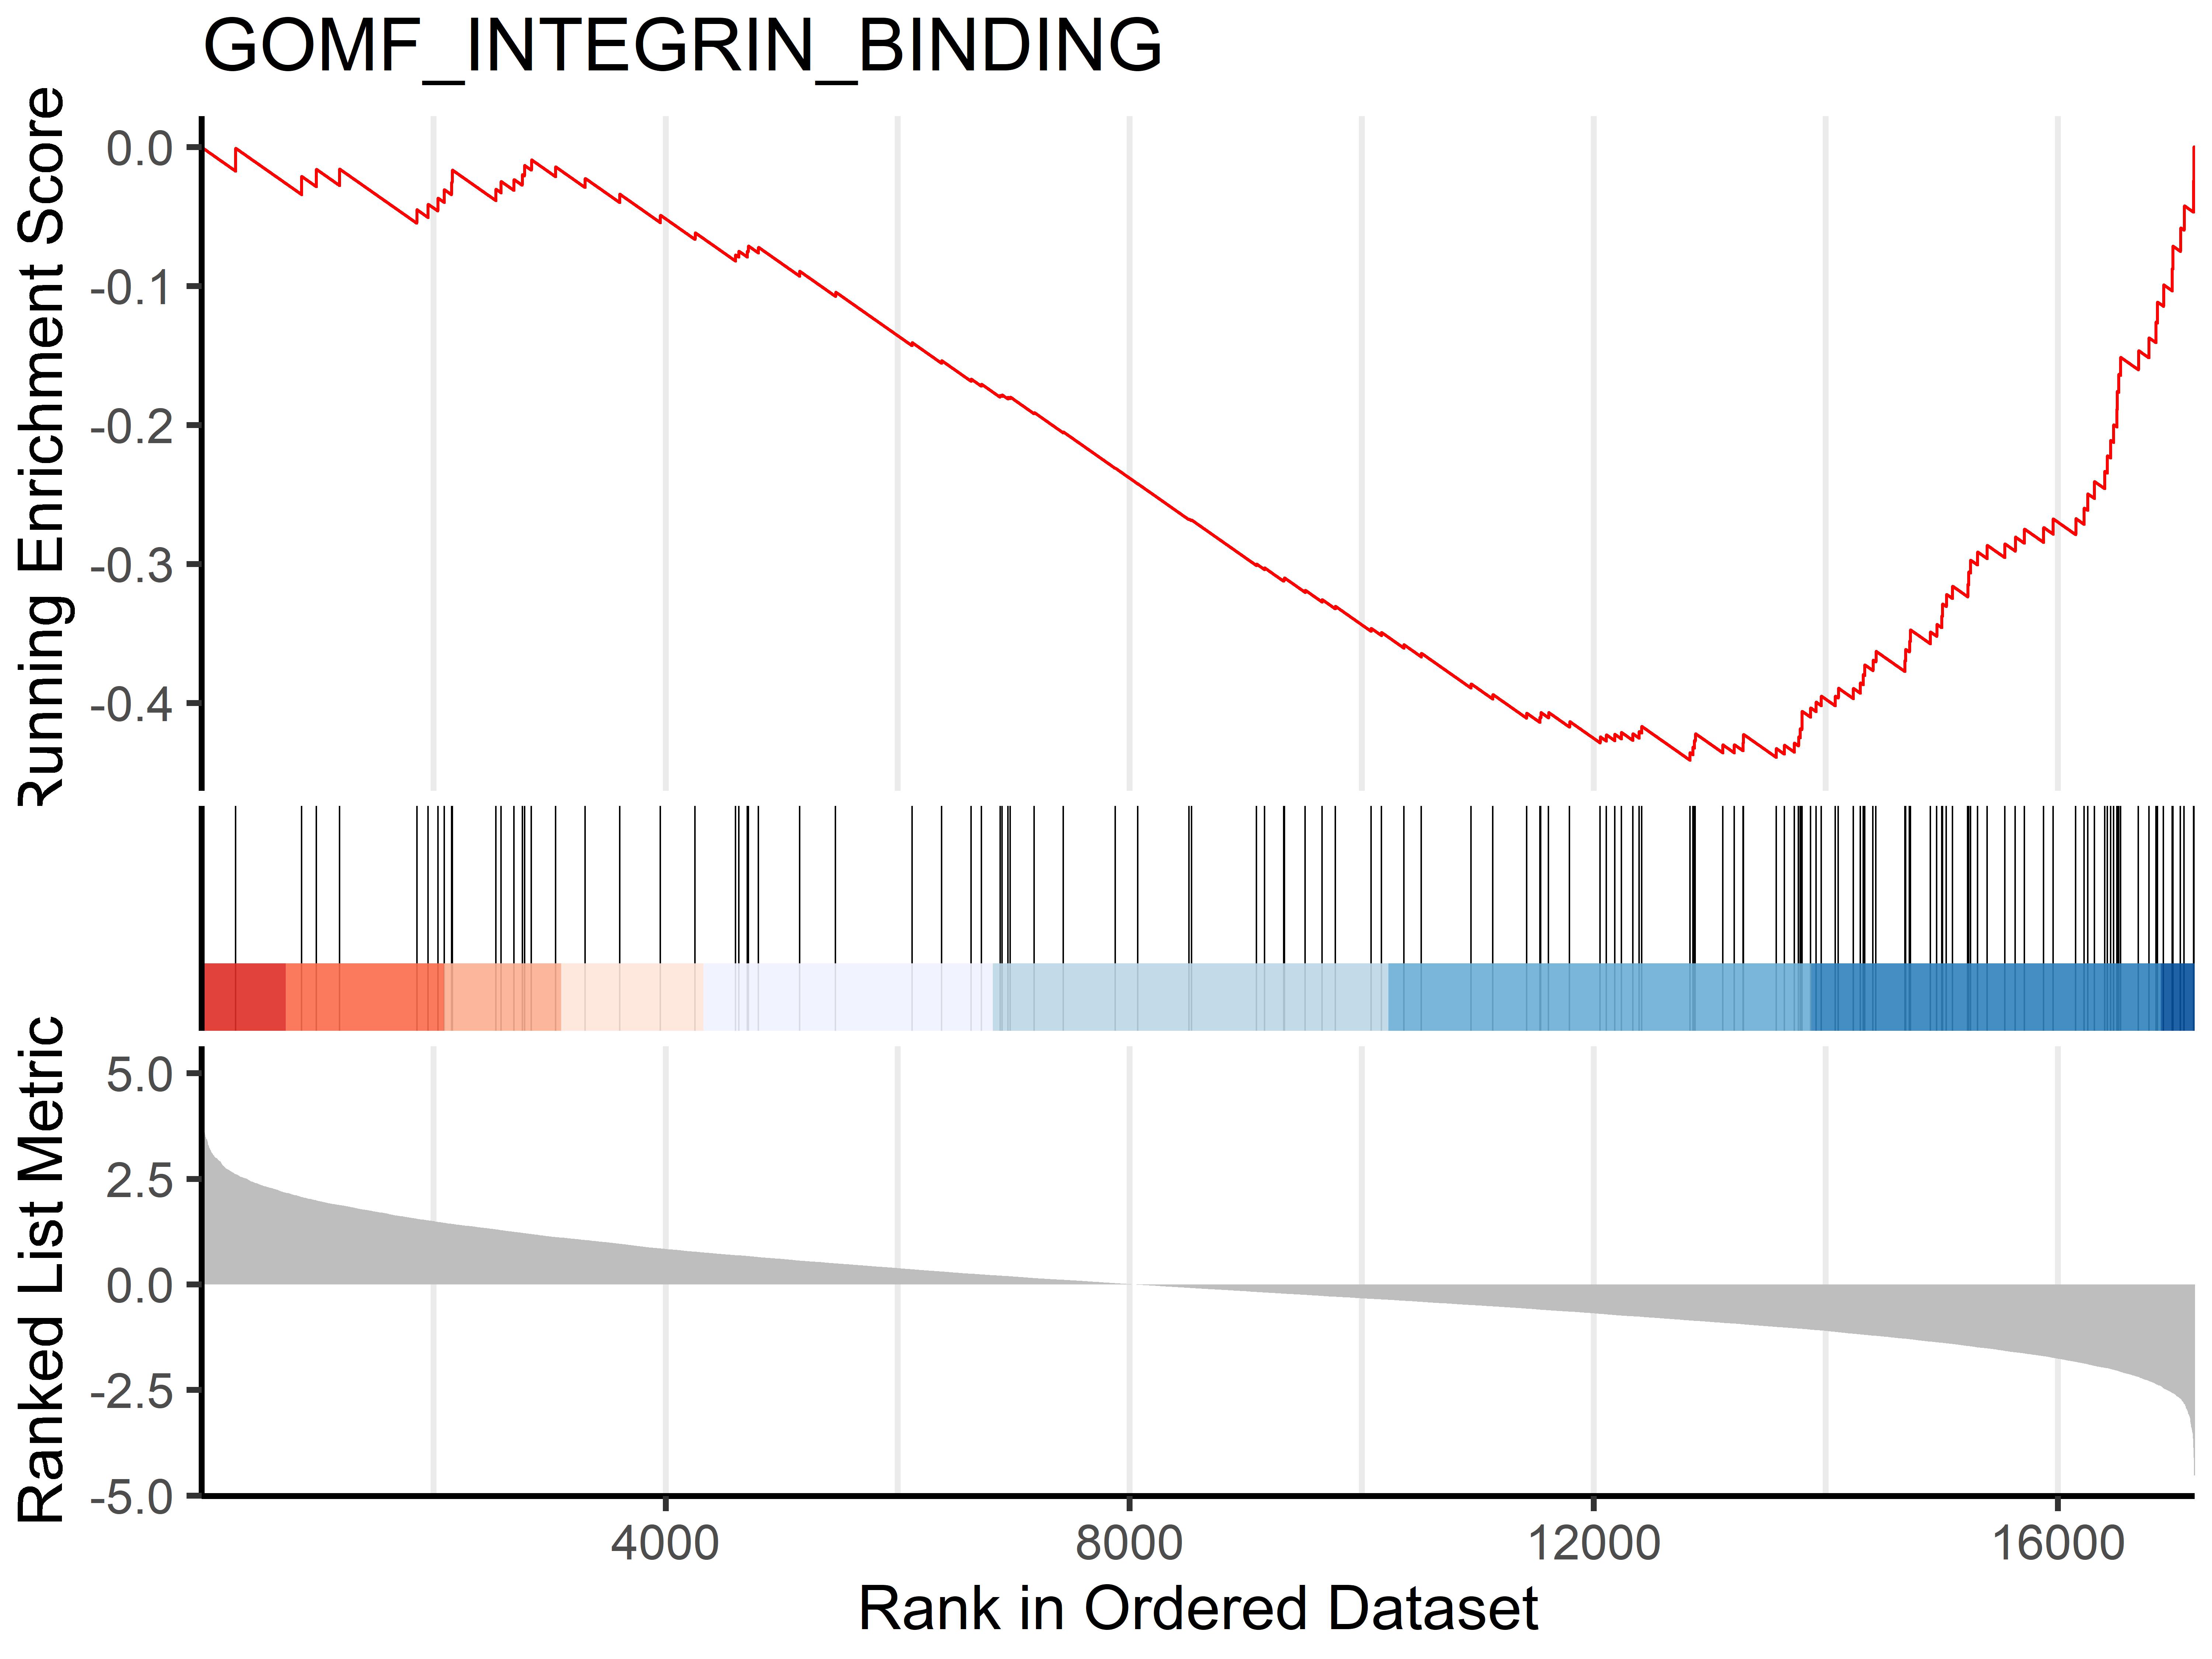 GOMF_INTEGRIN_BINDING
Running Enrichment Score
0.0
-0.1
-0.2
-0.3
-0.4
Ranked List Metric
5.0
2.5
0.0
-2.5
-5.0
4000 8000 12000 16000
Rank in Ordered Dataset